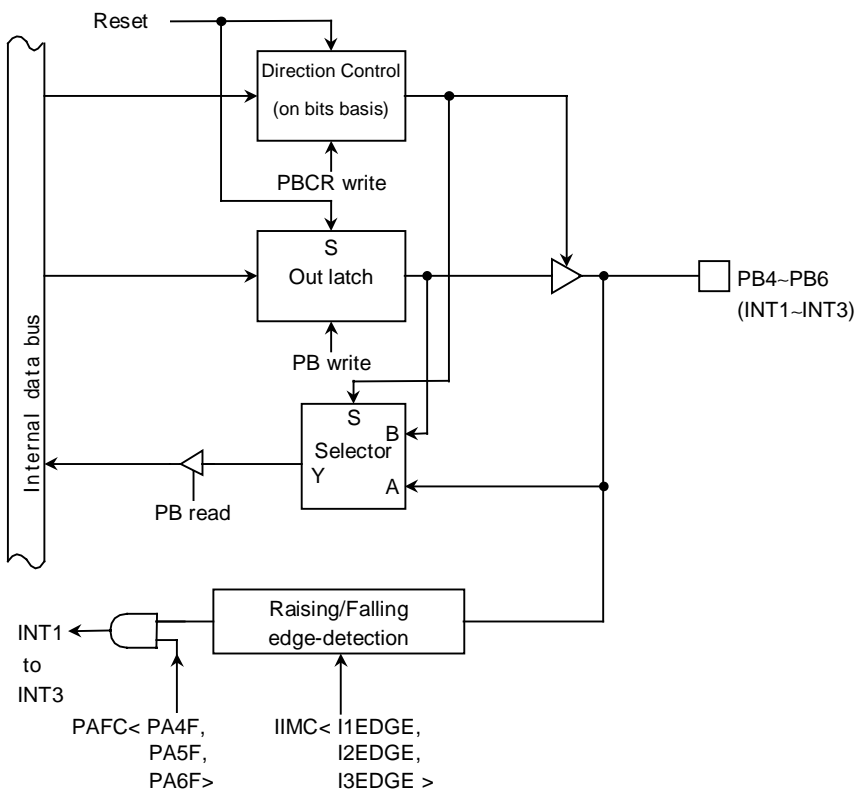 Reset
Direction Control
(on bits basis)
PBCR write
S
Out latch
PB write
PB4~PB6
(INT1~INT3)
Internal data bus
S
B
Selector
Y
A
PB read
Raising/Falling
edge-detection
INT1
to
INT3
PAFC< PA4F,
PA5F,
PA6F>
IIMC< I1EDGE,
I2EDGE,
I3EDGE >